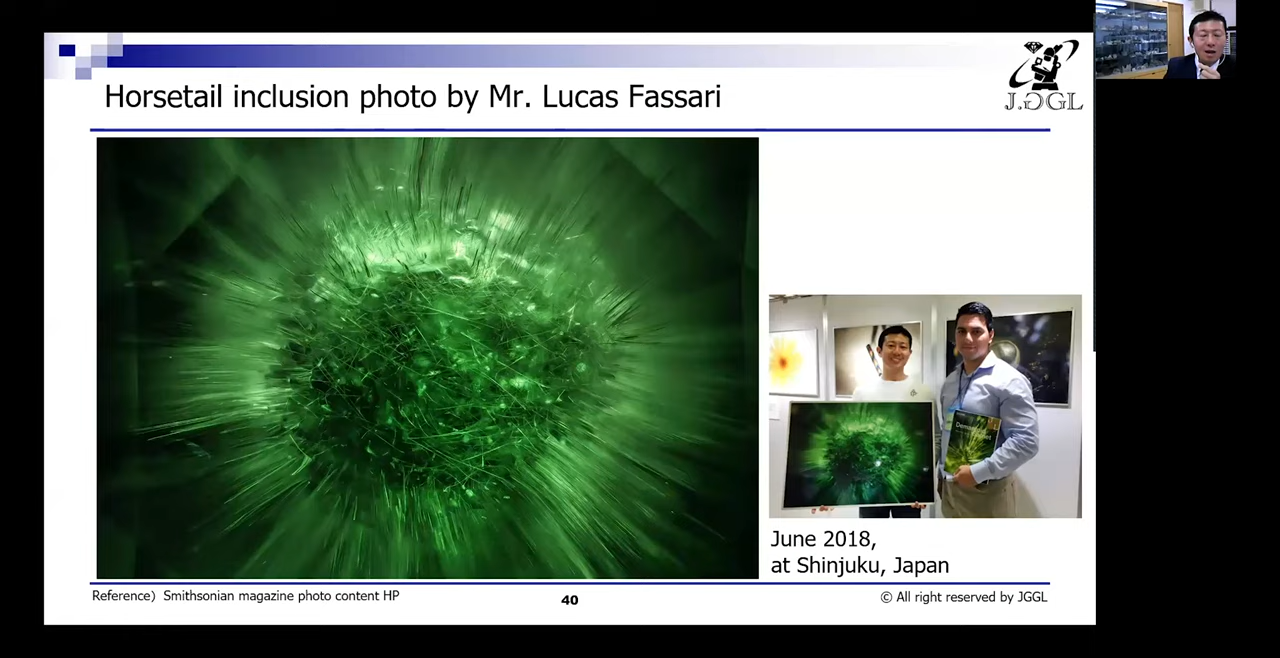 Horsetail inclusion photo by Mr. Lucas Fassari
J.GGL
June 2018,
at Shinjuku, Japan
Reference) Smithsonian magazine photo content HP
40
© All right reserved by JGGL